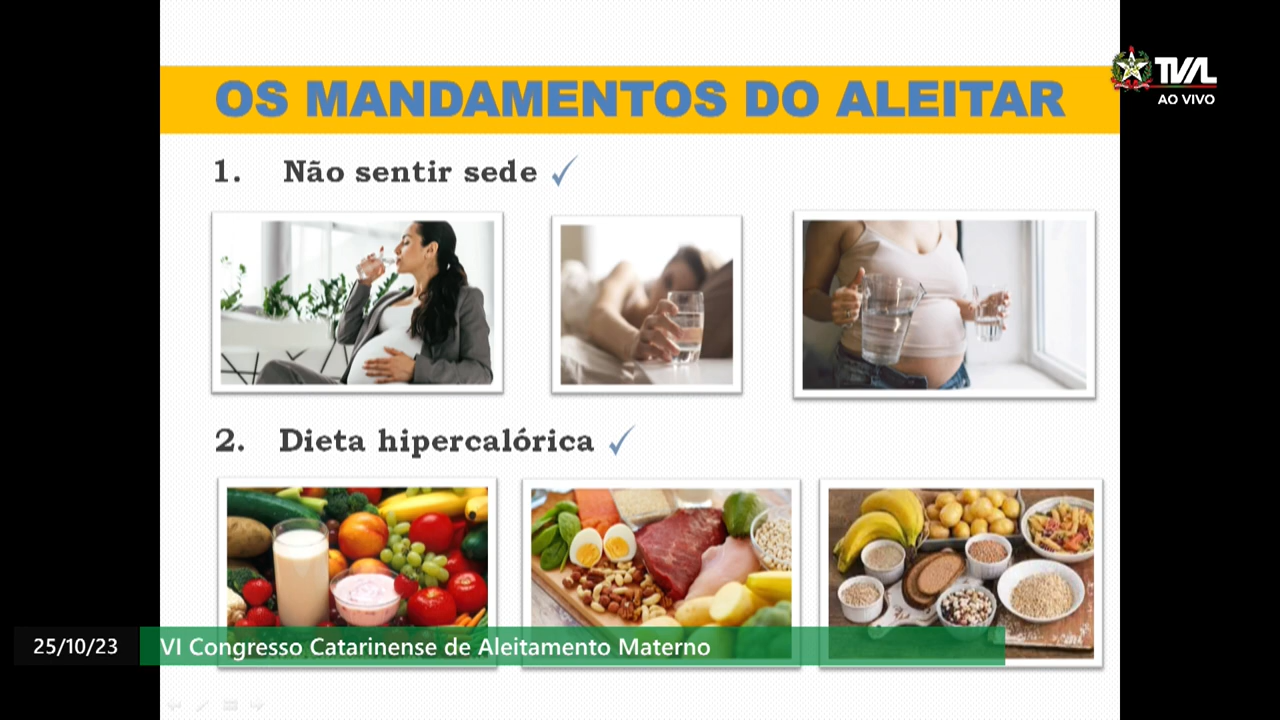 OS MANDAMENTOS DO ALEITAR
TVAL
AO VIVO
1. Não sentir sede
2. Dieta hipercalórica
25/10/23 VI Congresso Catarinense de Aleitamento Materno